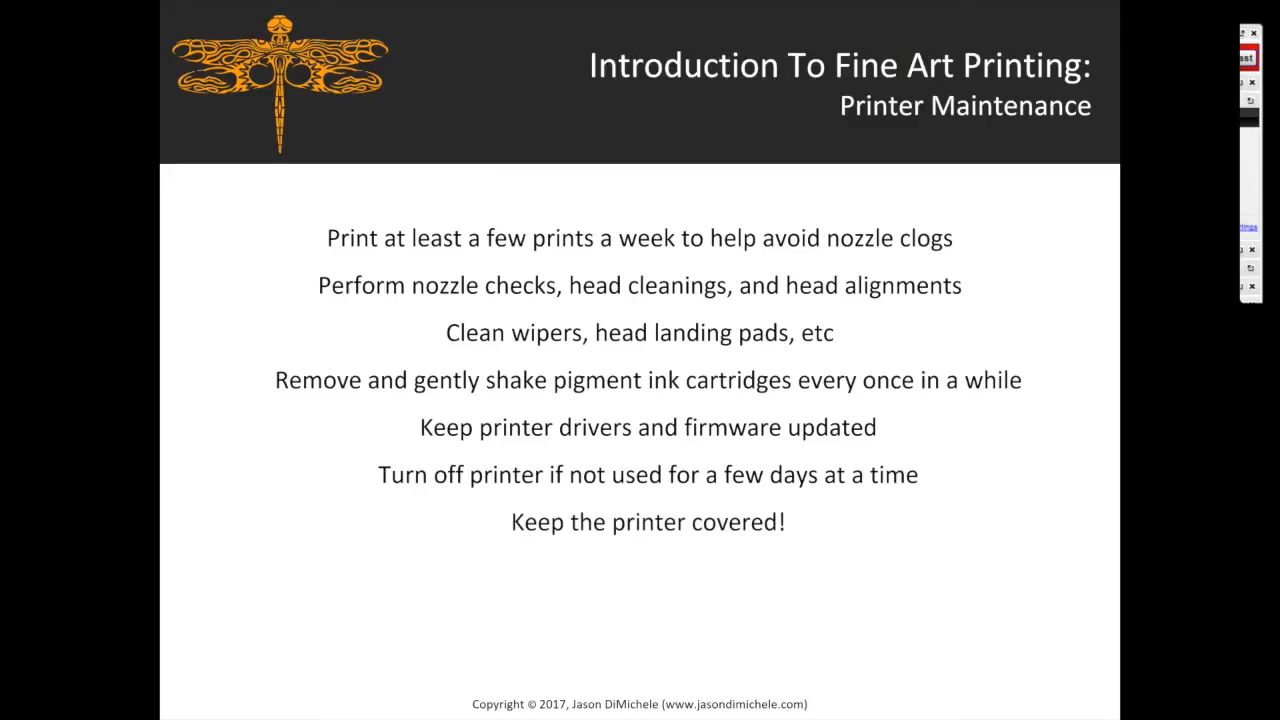 Introduction To Fine Art Printing:
Printer Maintenance
Print at least a few prints a week to help avoid nozzle clogs
Perform nozzle checks, head cleanings, and head alignments
Clean wipers, head landing pads, etc
Remove and gently shake pigment ink cartridges every once in a while
Keep printer drivers and firmware updated
Turn off printer if not used for a few days at a time
Keep the printer covered!
Copyright © 2017, Jason DiMichele (www.jasondimichele.com)